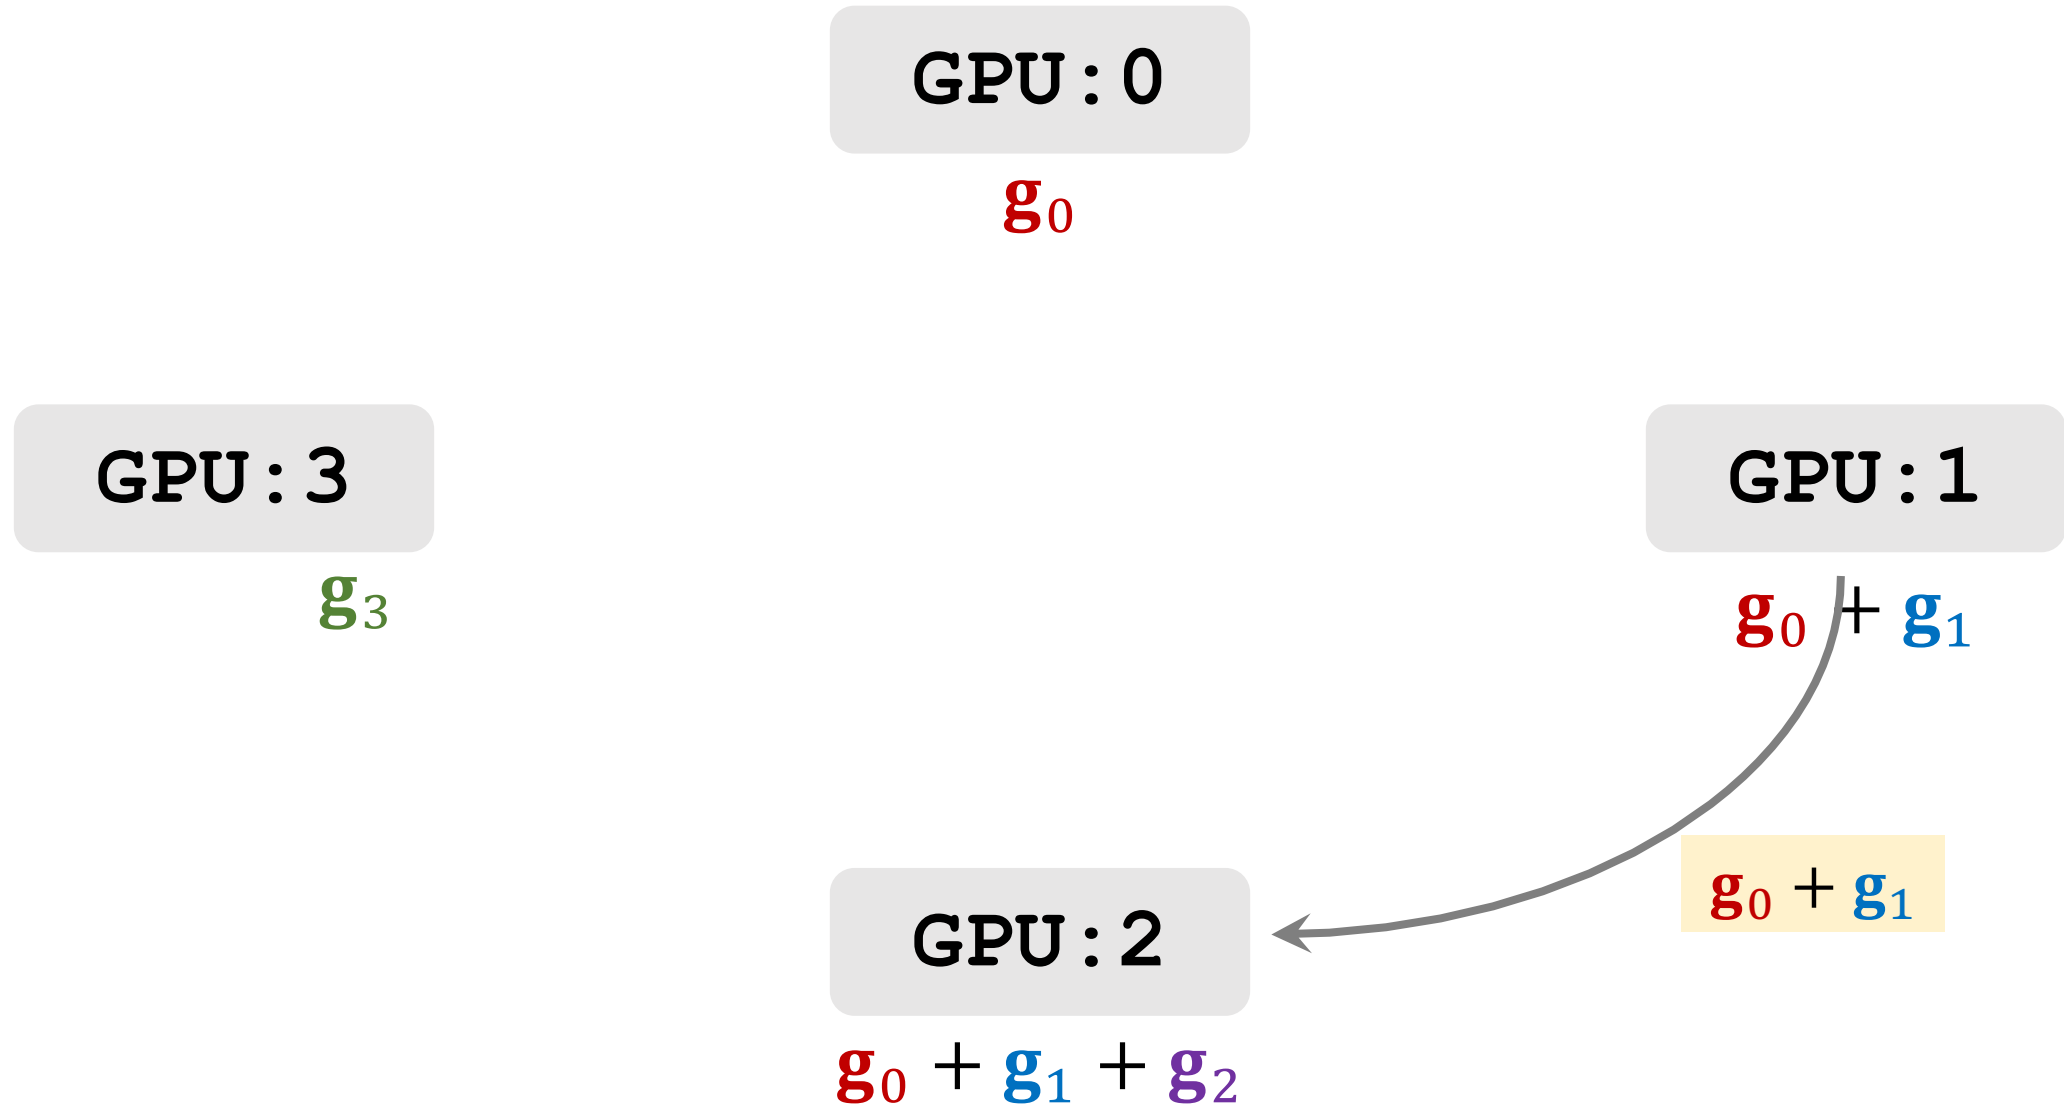 GPU:0
g₀
GPU:3
GPU:1
g₃
g₀ + g₁
g₀ + g₁
GPU:2
g₀ + g₁ + g₂